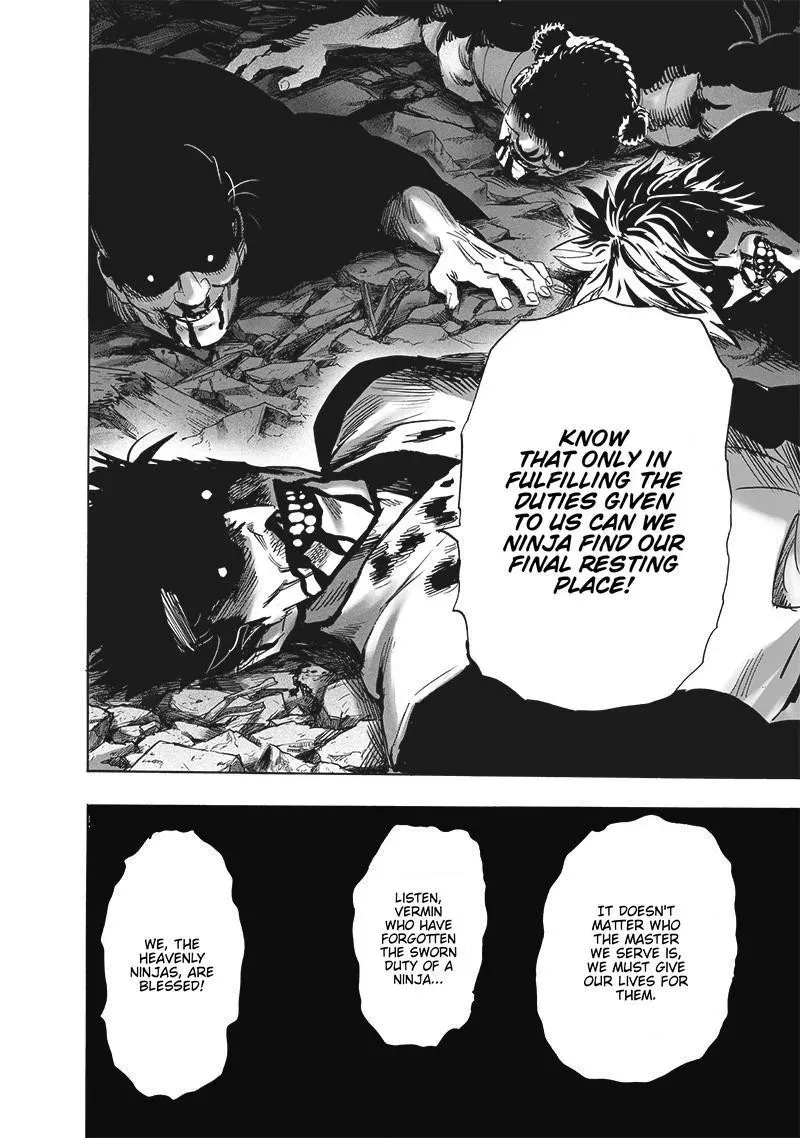 KNOW
THAT ONLY IN
FULFILLING THE
DUTIES GIVEN
TO US CAN WE
NINJA FIND OUR
FINAL RESTING
PLACE!
IT DOESN'T
MATTER WHO
THE MASTER
WE SERVE IS,
WE MUST GIVE
OUR LIVES FOR
THEM.
LISTEN,
VERMIN
WHO HAVE
FORGOTTEN
THE SWORN
DUTY OF A
NINJA...
WE, THE
HEAVENLY
NINJAS, ARE
BLESSED!